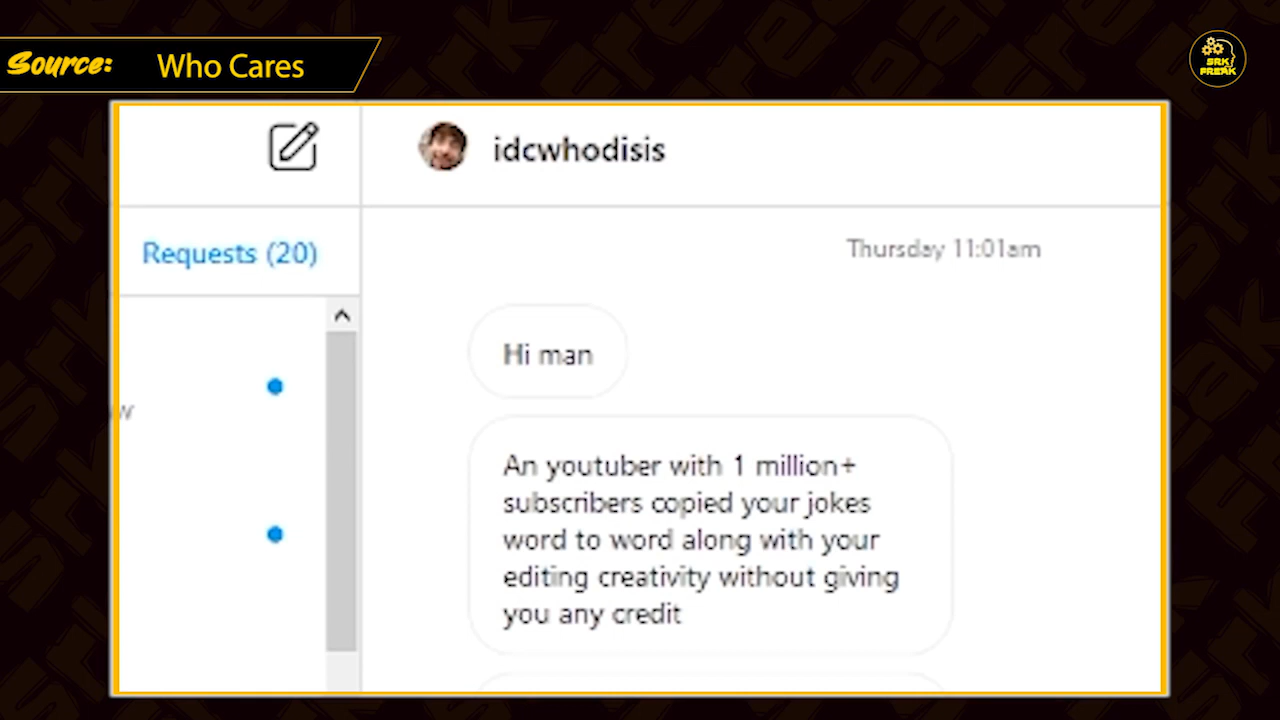 Source: Who Cares
SRK
FREAK
idcwhodisis
Requests (20)
Thursday 11:01am
w
Hi man
An youtuber with 1 million+
subscribers copied your jokes
word to word along with your
editing creativity without giving
you any credit